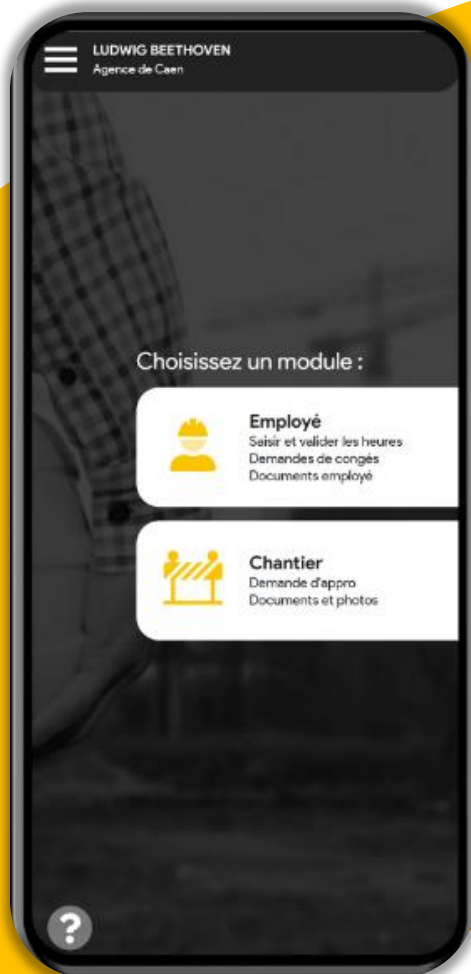 LUDWIG BEETHOVEN
Agence de Caen
Choisissez un module :
Employé
Saisir et valider les heures
Demandes de congés
Documents employé
Chantier
Demande d'appro
Documents et photos
?